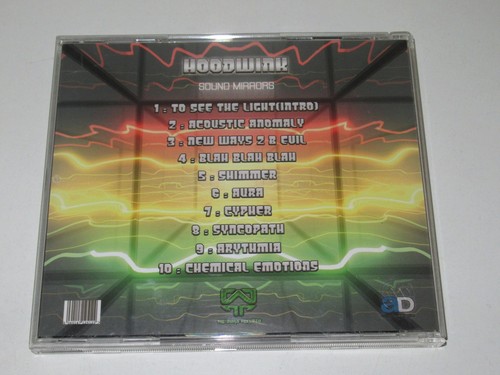 HOODWINK
SOUND MIRRORS
1 : TO SEE THE LIGHT(INTRO)
2 : ACOUSTIC ANOMALY
3 : NEW WAYS 2 B EVIL
4 : BLAH BLAH BLAH
5 : SHIMMER
6 : AURA
7 : CYPHER
8 : SYNCOPATH
9 : ARYTHMIA
10 : CHEMICAL EMOTIONS
3D